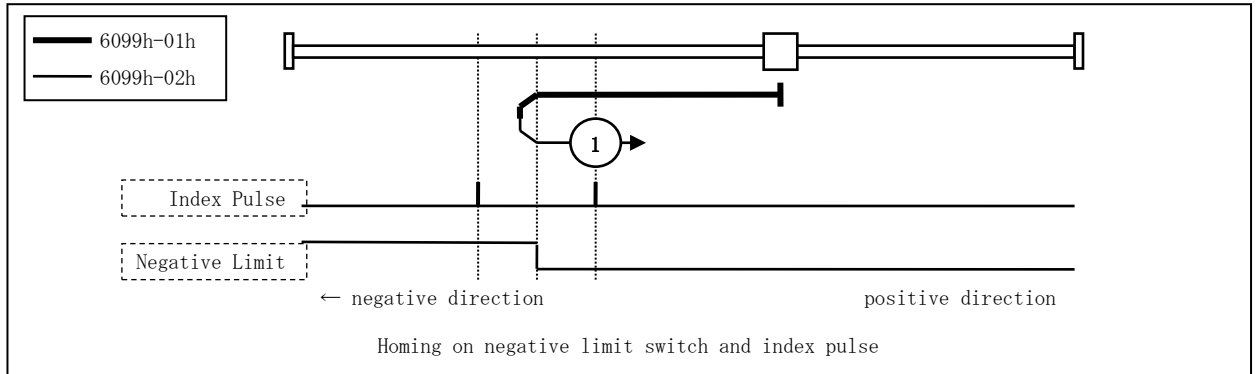 6099h-01h
6099h-02h
1
Index Pulse
Negative Limit
← negative direction
positive direction
Homing on negative limit switch and index pulse